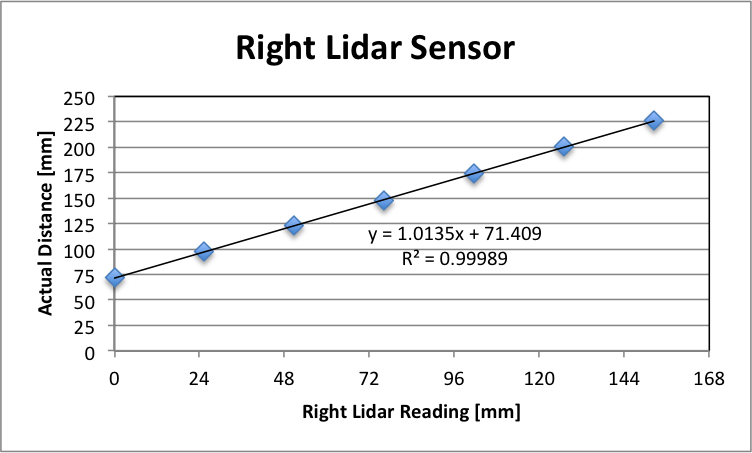 Right Lidar Sensor
250
225
200
175
150
125
100
75
50
25
0
Actual Distance [mm]
y = 1.0135x + 71.409
R² = 0.99989
0 24 48 72 96 120 144 168
Right Lidar Reading [mm]